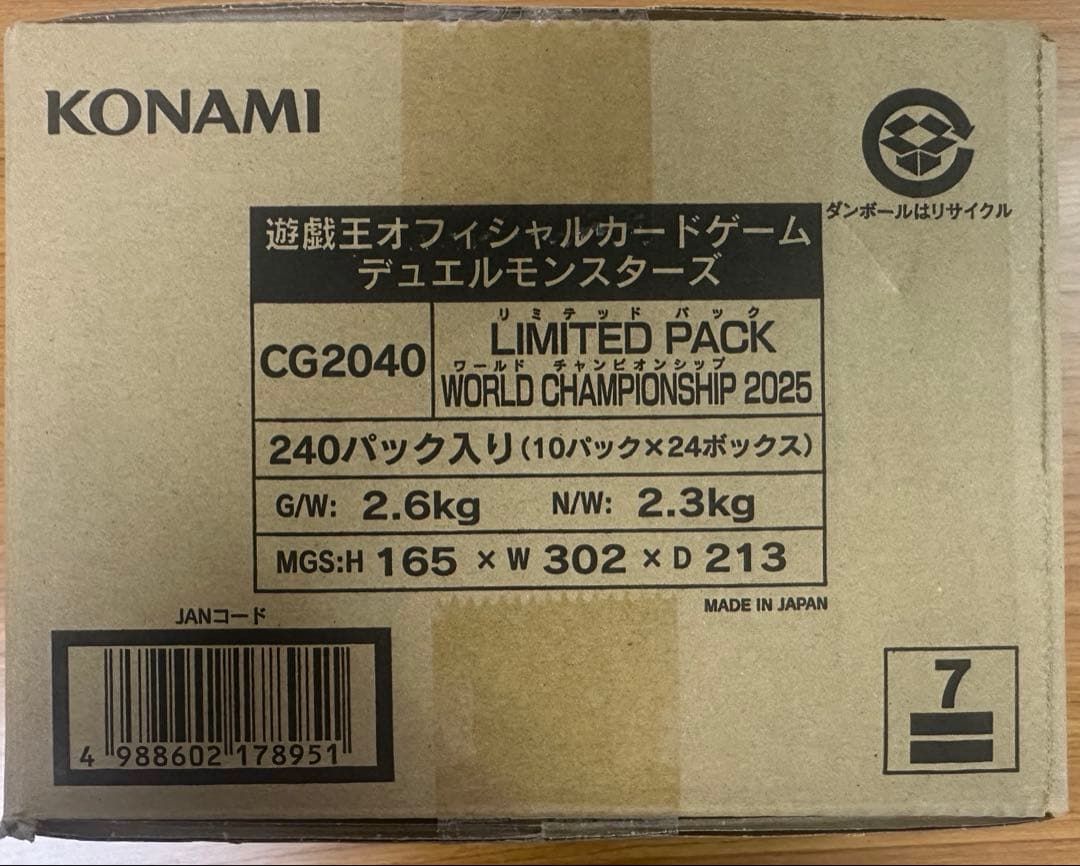 KONAMI
ダンボールはリサイクル
遊戯王オフィシャルカードゲーム
デュエルモンスターズ
CG2040
リミテッド パック
LIMITED PACK
ワールド チャンピオンシップ
WORLD CHAMPIONSHIP 2025
240パック入り(10パック×24ボックス)
G/W: 2.6kg N/W: 2.3kg
MGS:H 165 × W 302 × D 213
MADE IN JAPAN
JANコード
4 988602 178951
7